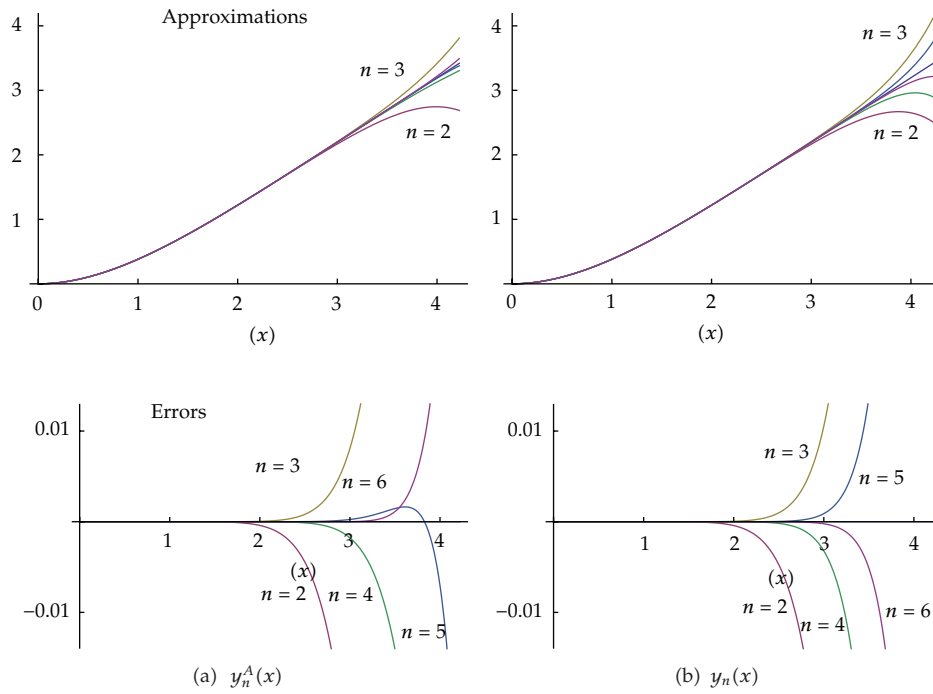 Approximations
4
3
2
1
n = 3
n = 2
0
1
2
3
4
(x)
4
3
2
1
n = 3
n = 2
0
1
2
3
4
(x)
Errors
0.01
−0.01
n = 3
n = 6
1
2
3
4
(x)
n = 2
n = 4
n = 5
(a) y_n^A(x)
0.01
−0.01
n = 3
n = 5
1
2
3
4
(x)
n = 2
n = 4
n = 6
(b) y_n(x)